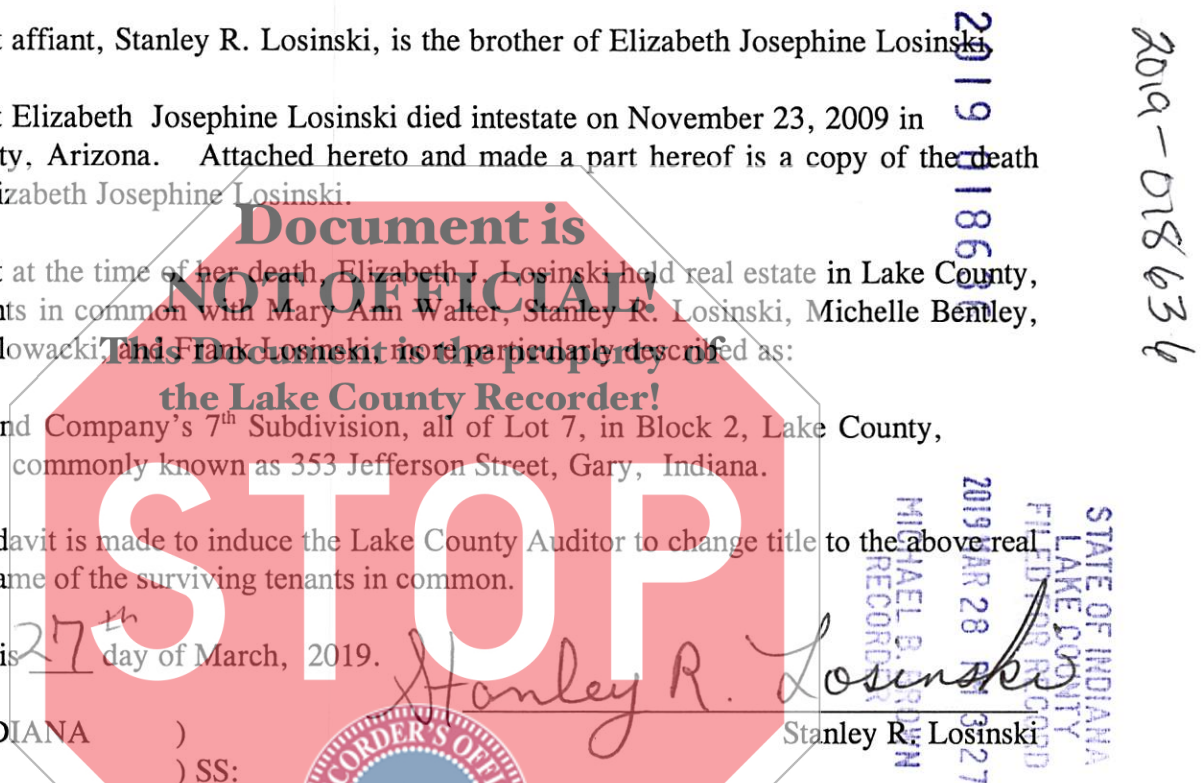 t affiant, Stanley R. Losinski, is the brother of Elizabeth Josephine Losinski.
t Elizabeth Josephine Losinski died intestate on November 23, 2009 in
ty, Arizona. Attached hereto and made a part hereof is a copy of the death
izabeth Josephine Losinski.
Document is
t at the time of her death, Elizabeth J. Losinski held real estate in Lake County,
NOT OFFICIAL!
nts in common with Mary Ann Walter, Stanley R. Losinski, Michelle Bentley,
lowacki, and Frank Losinski, more particularly described as:
This Document is the property of
the Lake County Recorder!
nd Company's 7th Subdivision, all of Lot 7, in Block 2, Lake County,
commonly known as 353 Jefferson Street, Gary, Indiana.
STOP
davit is made to induce the Lake County Auditor to change title to the above real
ame of the surviving tenants in common.
is 27th day of March, 2019.
Stanley R. Losinski
Stanley R. Losinski
DIANA )
) SS:
CORDER'S OFFI
2019 018636
2019-018636
STATE OF INDIANA
LAKE COUNTY
FILED FOR RECORD
2019 MAR 28 PM 3:27
MICHAEL B. BROWN
RECORDER